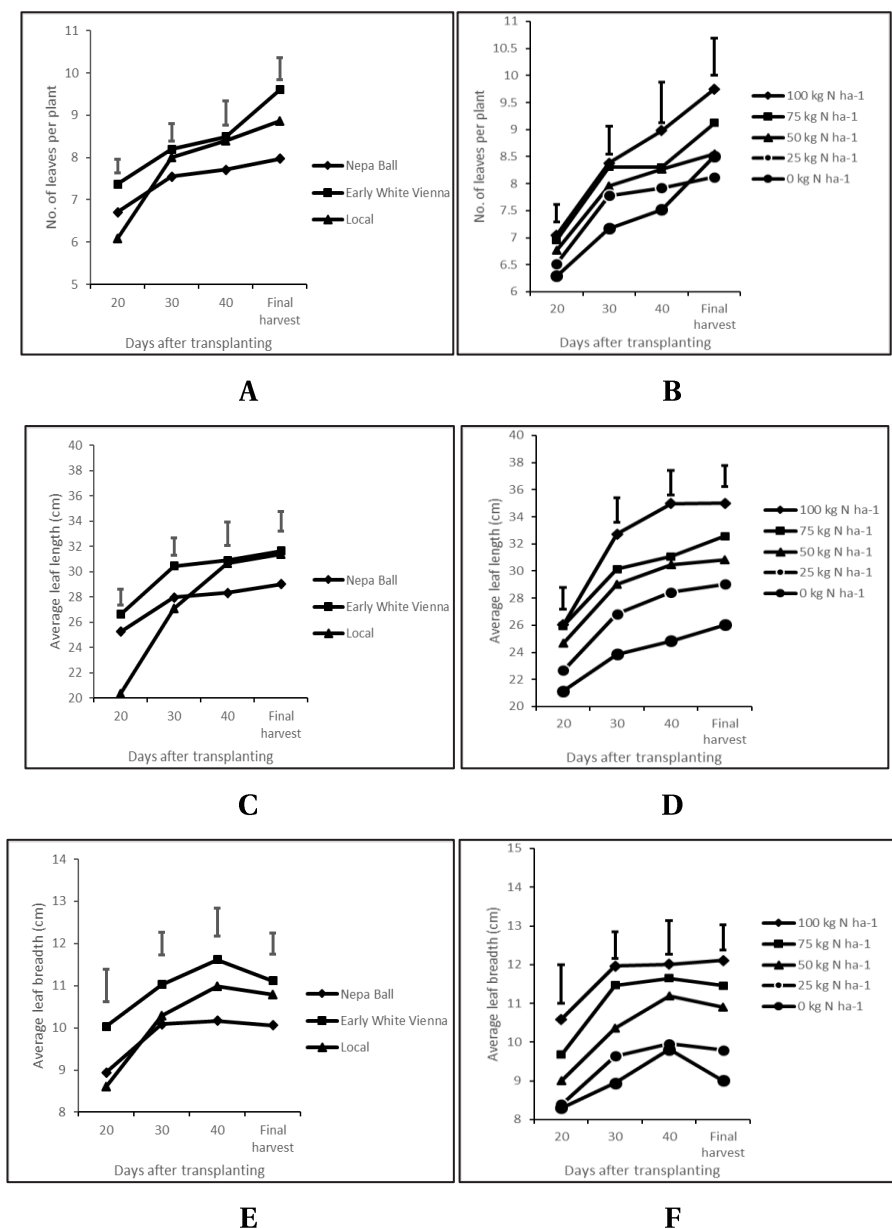 11
10
9
8
7
6
5
No. of leaves per plant
20
30
40
Final
harvest
Days after transplanting
Nepa Ball
Early White Vienna
Local
A
11
10.5
10
9.5
9
8.5
8
7.5
7
6.5
6
No. of leaves per plant
20
30
40
Final
harvest
Days after transplanting
100 kg N ha-1
75 kg N ha-1
50 kg N ha-1
25 kg N ha-1
0 kg N ha-1
B
40
38
36
34
32
30
28
26
24
22
20
Average leaf length (cm)
20
30
40
Final
harvest
Days after transplanting
Nepa Ball
Early White Vienna
Local
C
40
38
36
34
32
30
28
26
24
22
20
Average leaf length (cm)
20
30
40
Final
harvest
Days after transplanting
100 kg N ha-1
75 kg N ha-1
50 kg N ha-1
25 kg N ha-1
0 kg N ha-1
D
14
13
12
11
10
9
8
Average leaf breadth (cm)
20
30
40
Final
harvest
Days after transplanting
Nepa Ball
Early White Vienna
Local
E
15
14
13
12
11
10
9
8
Average leaf breadth (cm)
20
30
40
Final
harvest
Days after transplanting
100 kg N ha-1
75 kg N ha-1
50 kg N ha-1
25 kg N ha-1
0 kg N ha-1
F